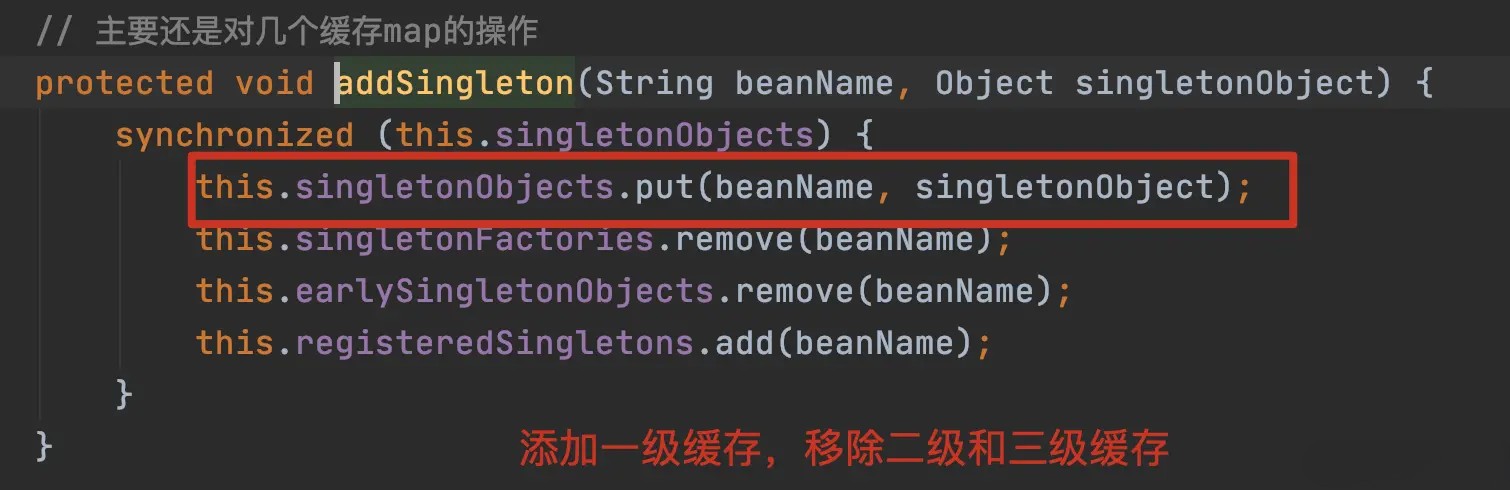 // 主要还是对几个缓存map的操作
protected void addSingleton(String beanName, Object singletonObject) {
synchronized (this.singletonObjects) {
this.singletonObjects.put(beanName, singletonObject);
this.singletonFactories.remove(beanName);
this.earlySingletonObjects.remove(beanName);
this.registeredSingletons.add(beanName);
}
}
添加一级缓存，移除二级和三级缓存